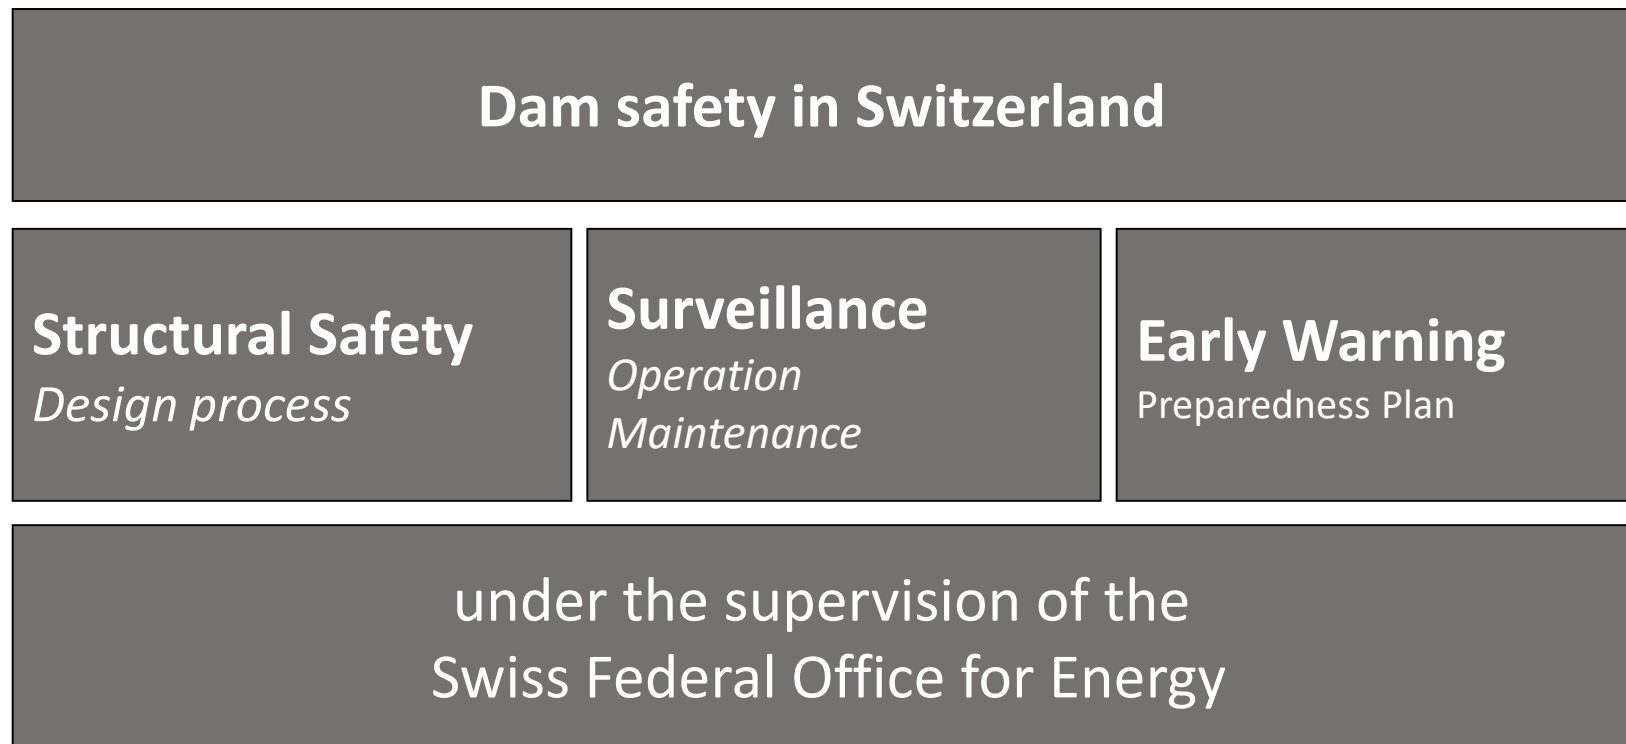 Dam safety in Switzerland
Structural Safety
Design process
Surveillance
Operation
Maintenance
Early Warning
Preparedness Plan
under the supervision of the
Swiss Federal Office for Energy